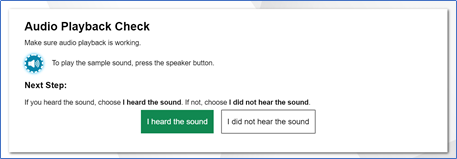 Audio Playback Check
Make sure audio playback is working.
To play the sample sound, press the speaker button.
Next Step:
If you heard the sound, choose I heard the sound. If not, choose I did not hear the sound.
I heard the sound
I did not hear the sound